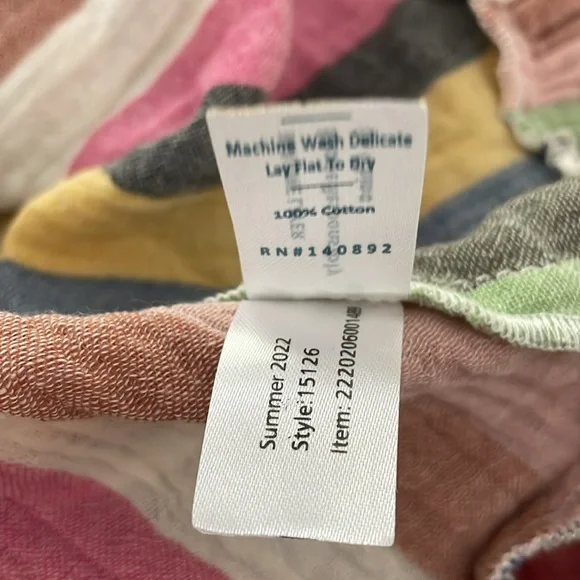 Machine Wash Delicate
Lay Flat To Dry
100% Cotton
RN#140892
Summer 2022
Style:15126